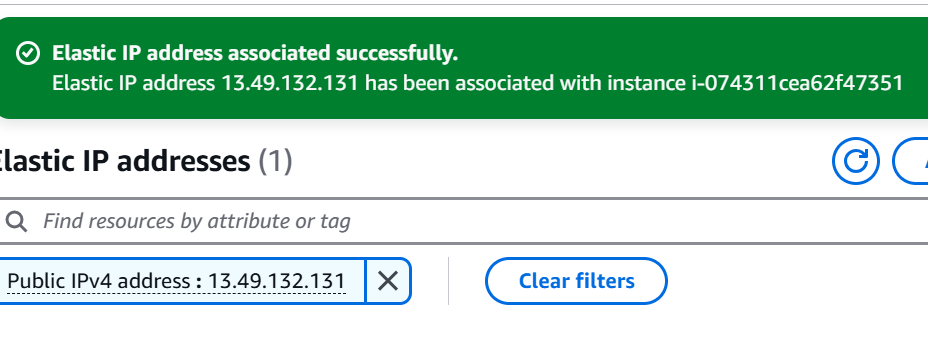 Elastic IP address associated successfully.
Elastic IP address 13.49.132.131 has been associated with instance i-074311cea62f47351
Elastic IP addresses (1)
Find resources by attribute or tag
Public IPv4 address : 13.49.132.131
Clear filters